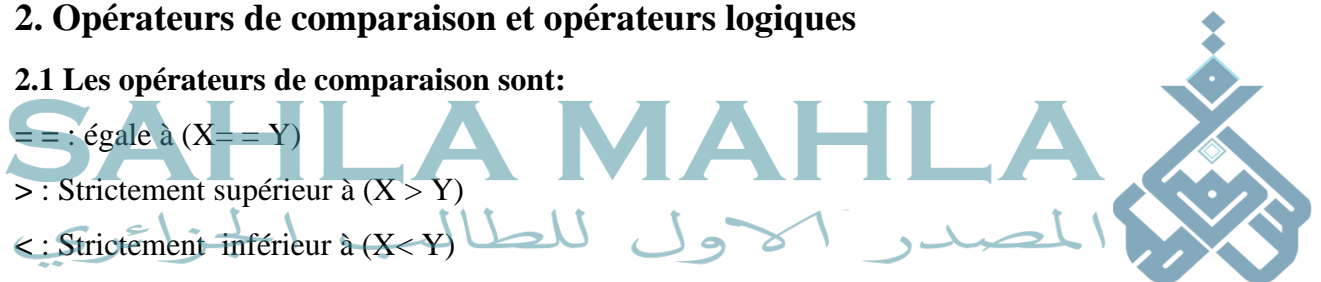 2. Opérateurs de comparaison et opérateurs logiques
2.1 Les opérateurs de comparaison sont:
SAHLA MAHLA
= = : égale à (X= = Y)
> : Strictement supérieur à (X > Y)
المصدر الاول للطالب الجزائري
< : Strictement inférieur à (X< Y)